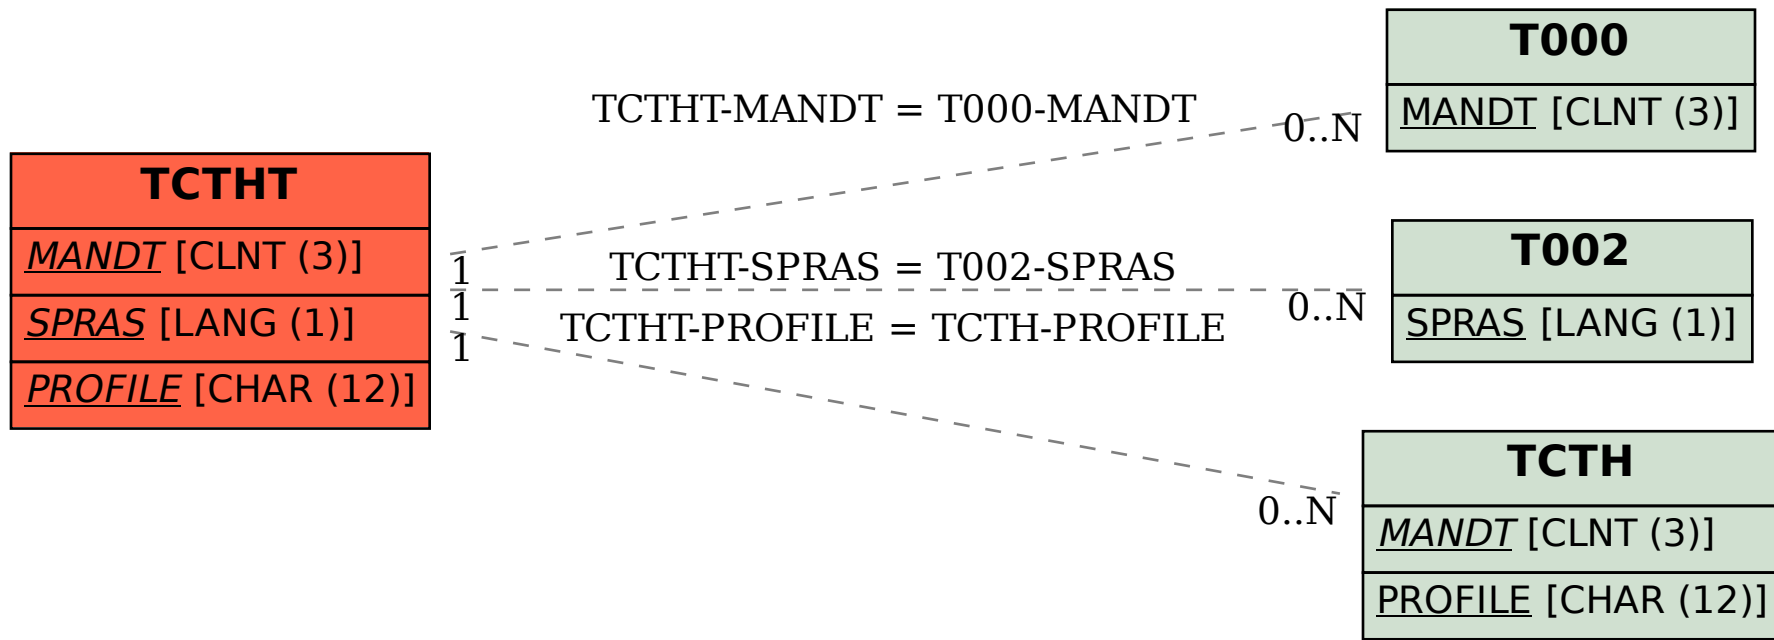 TCTHT
MANDT [CLNT (3)]
SPRAS [LANG (1)]
PROFILE [CHAR (12)]
TCTHT-MANDT = T000-MANDT
1
0..N
TCTHT-SPRAS = T002-SPRAS
1
0..N
TCTHT-PROFILE = TCTH-PROFILE
1
0..N
T000
MANDT [CLNT (3)]
T002
SPRAS [LANG (1)]
TCTH
MANDT [CLNT (3)]
PROFILE [CHAR (12)]